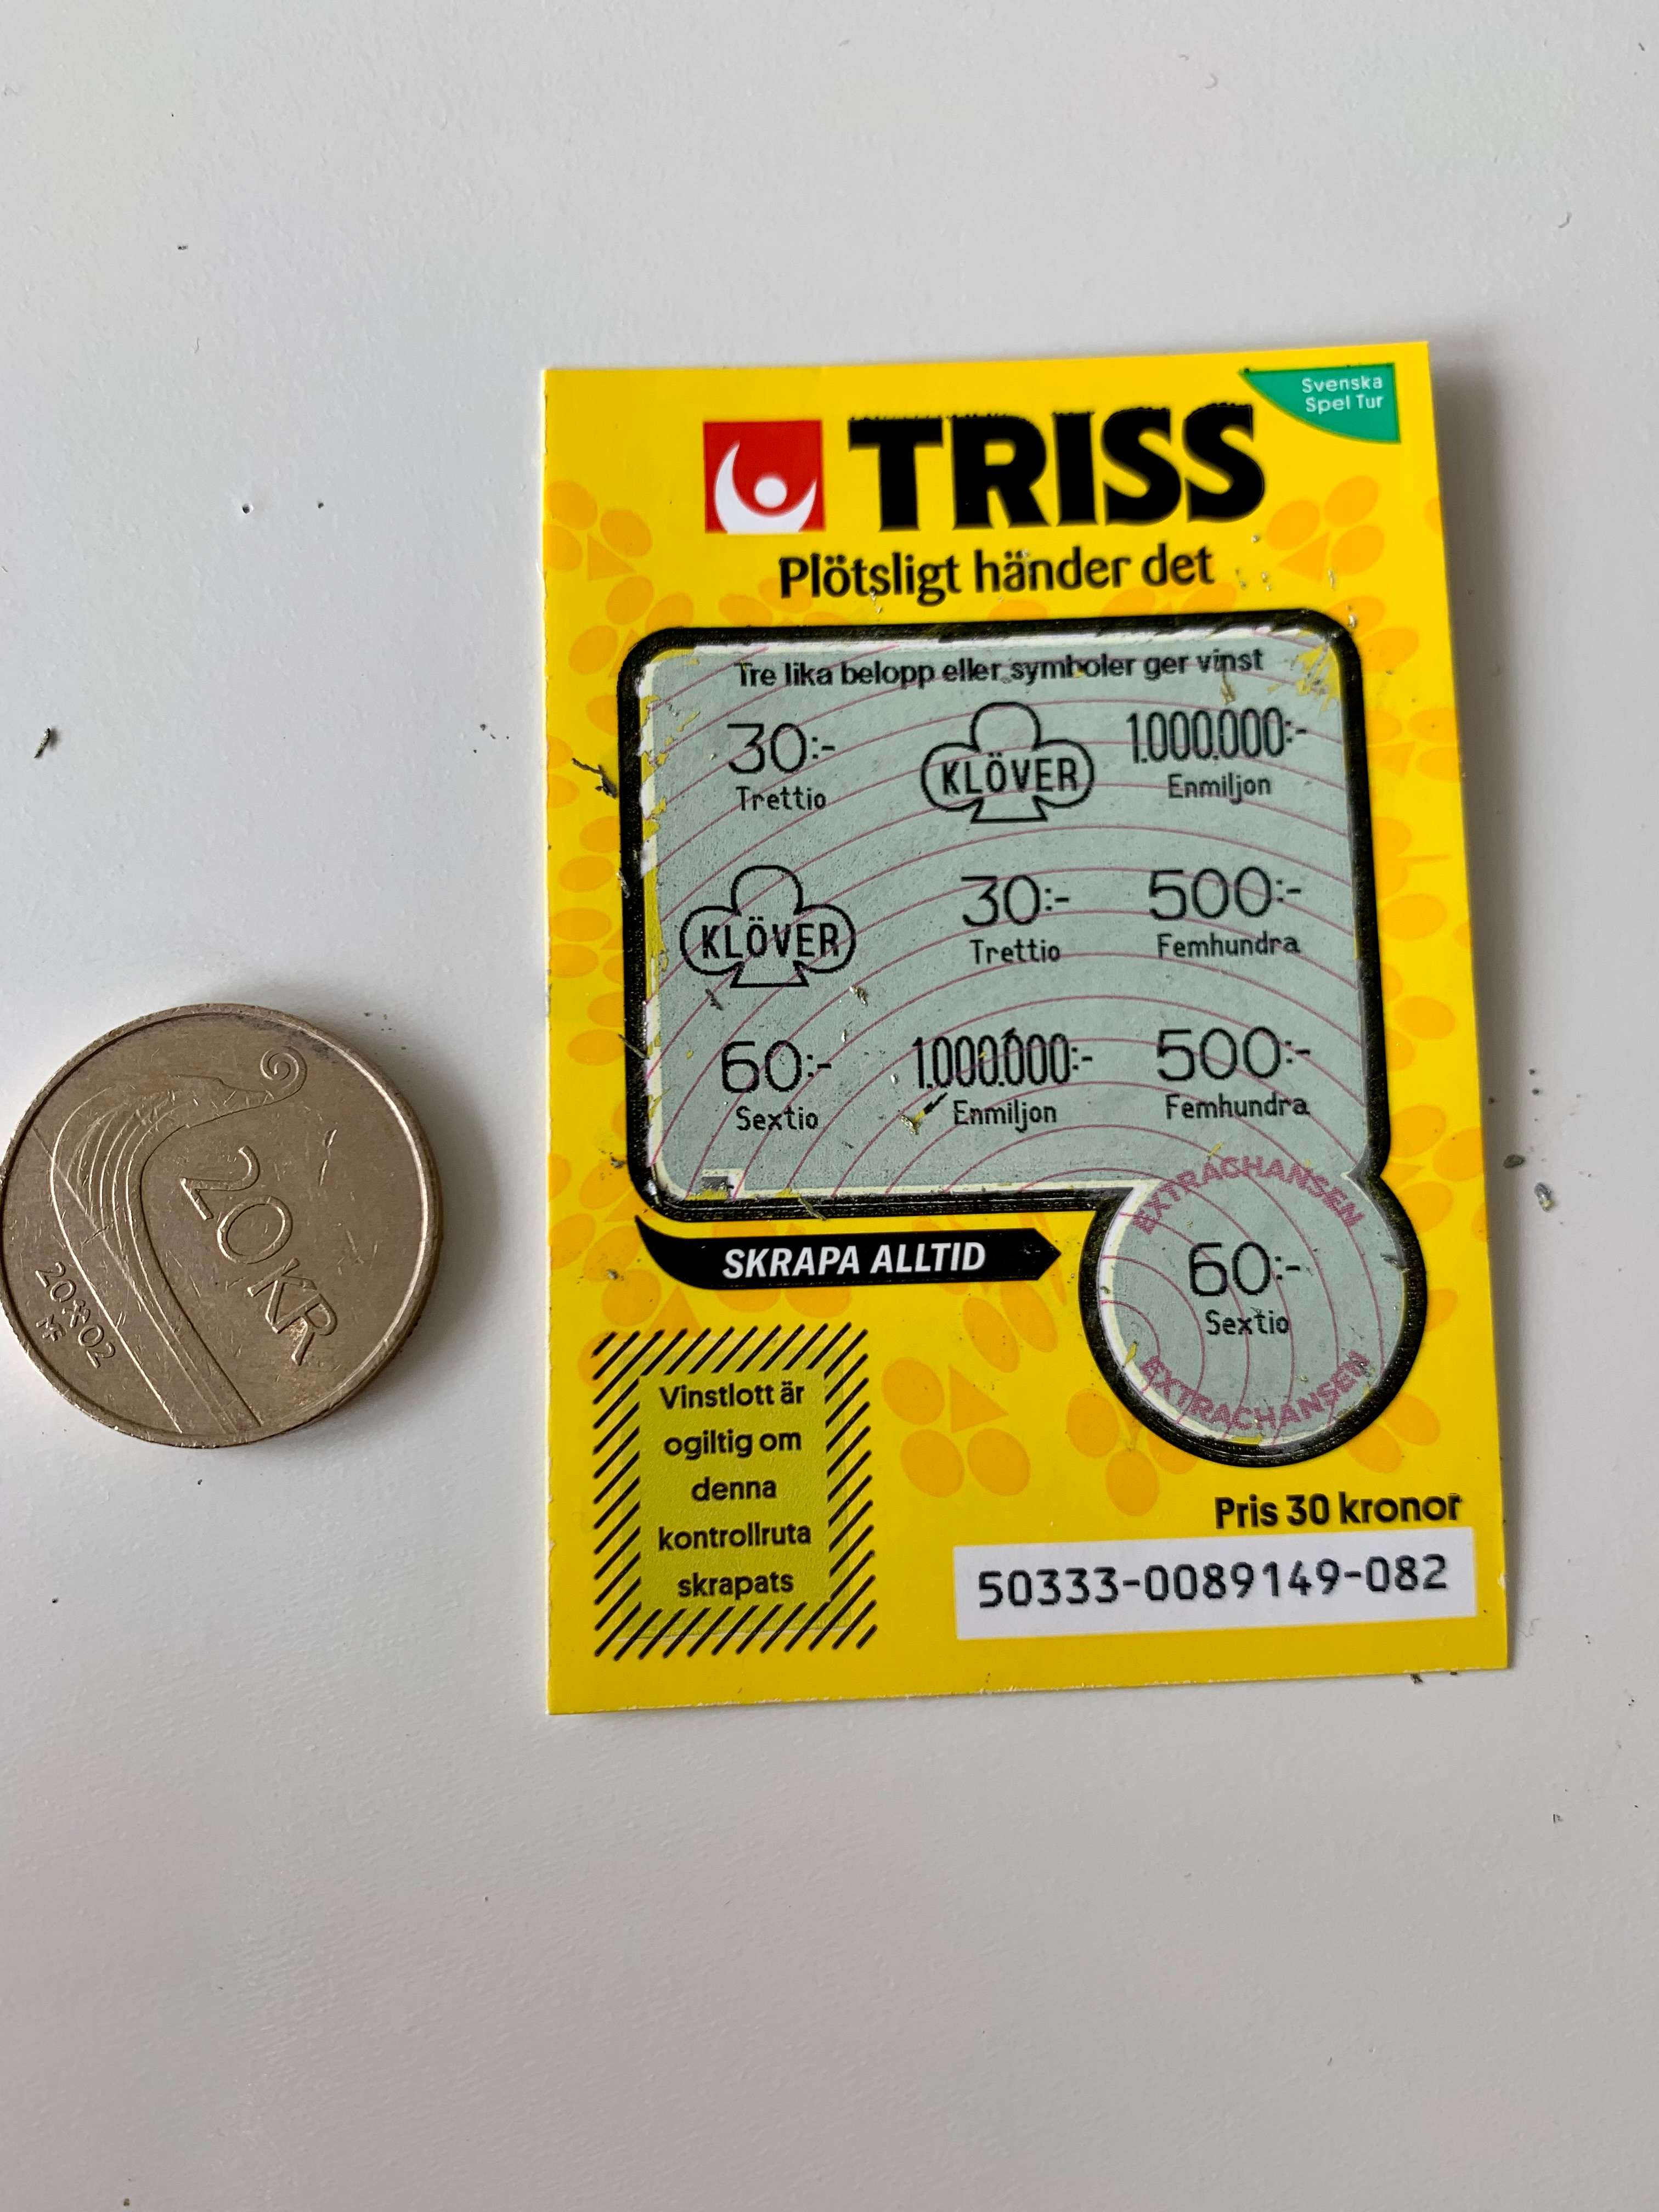 Svenska
Spel Tur
TRISS
Plötsligt händer det
Tre lika belopp eller symboler ger vinst
30:- KLÖVER 1.000.000:-
Trettio Enmiljon
KLÖVER 30:- 500:-
Trettio Femhundra
60:- 1.000.000:- 500:-
Sextio Enmiljon Femhundra
EXTRACHANSEN
SKRAPA ALLTID
60:-
Sextio
EXTRACHANSEN
Vinstlott är
ogiltig om
denna
kontrollruta
skrapats
Pris 30 kronor
50333-0089149-082
20 KR
20 02